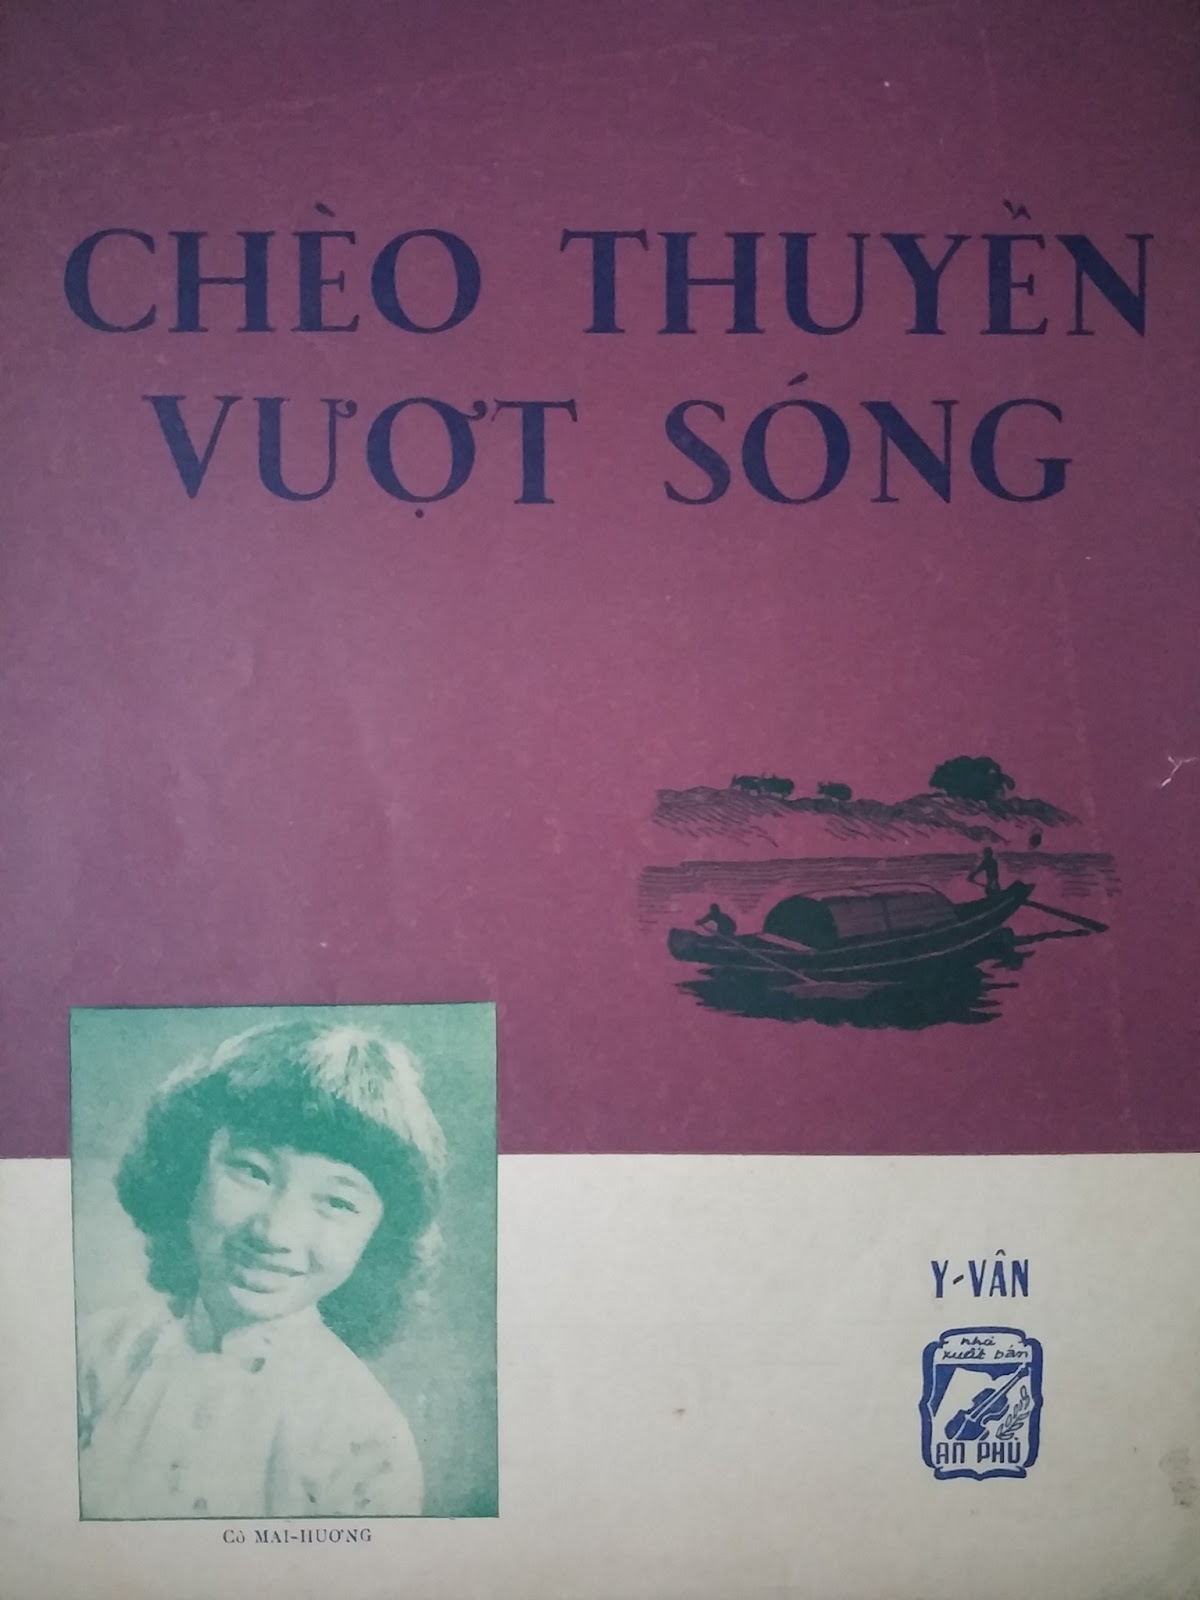 CHÈO THUYỀN
VƯỢT SÓNG
Y-VÂN
nhà
xuất bản
AN PHÚ
Cô MAI-HƯƠNG